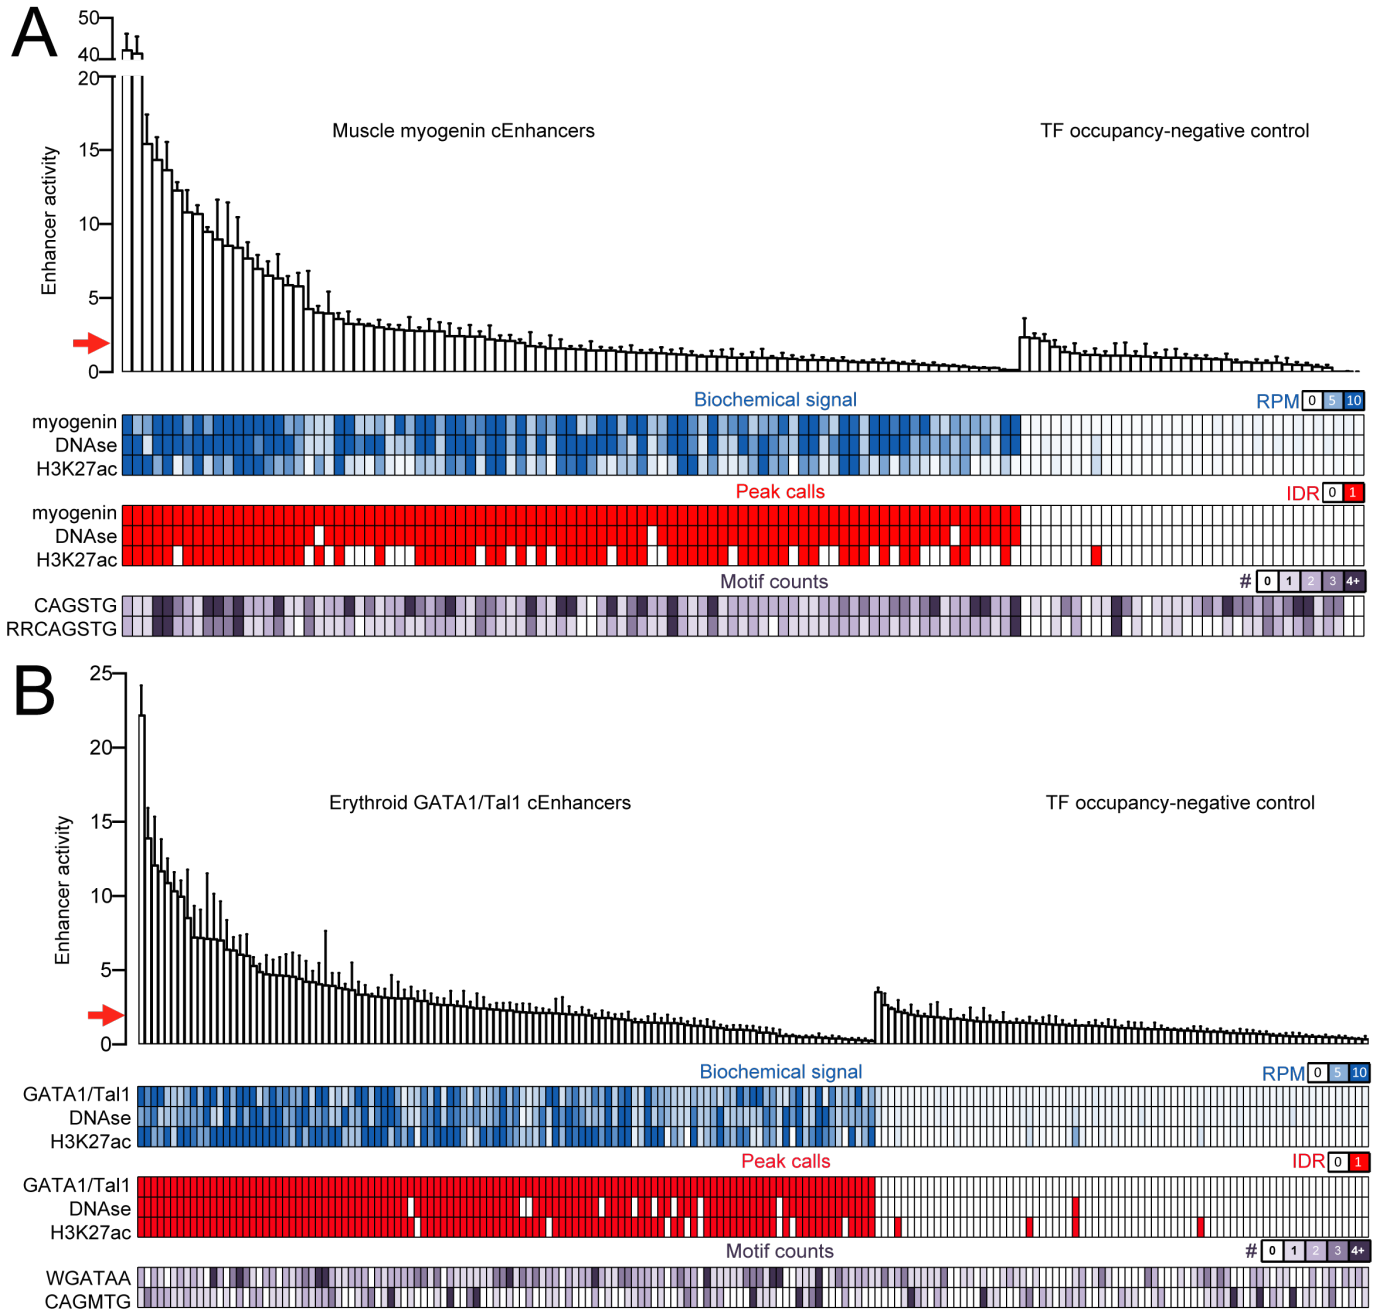 A
50
40
20
15
10
5
0
Enhancer activity
Muscle myogenin cEnhancers
TF occupancy-negative control
Biochemical signal
RPM 0 5 10
myogenin
DNAse
H3K27ac
Peak calls
IDR 0 1
myogenin
DNAse
H3K27ac
Motif counts
# 0 1 2 3 4+
CAGSTG
RRCAGSTG
B
25
20
15
10
5
0
Enhancer activity
Erythroid GATA1/Tal1 cEnhancers
TF occupancy-negative control
Biochemical signal
RPM 0 5 10
GATA1/Tal1
DNAse
H3K27ac
Peak calls
IDR 0 1
GATA1/Tal1
DNAse
H3K27ac
Motif counts
# 0 1 2 3 4+
WGATAA
CAGMTG